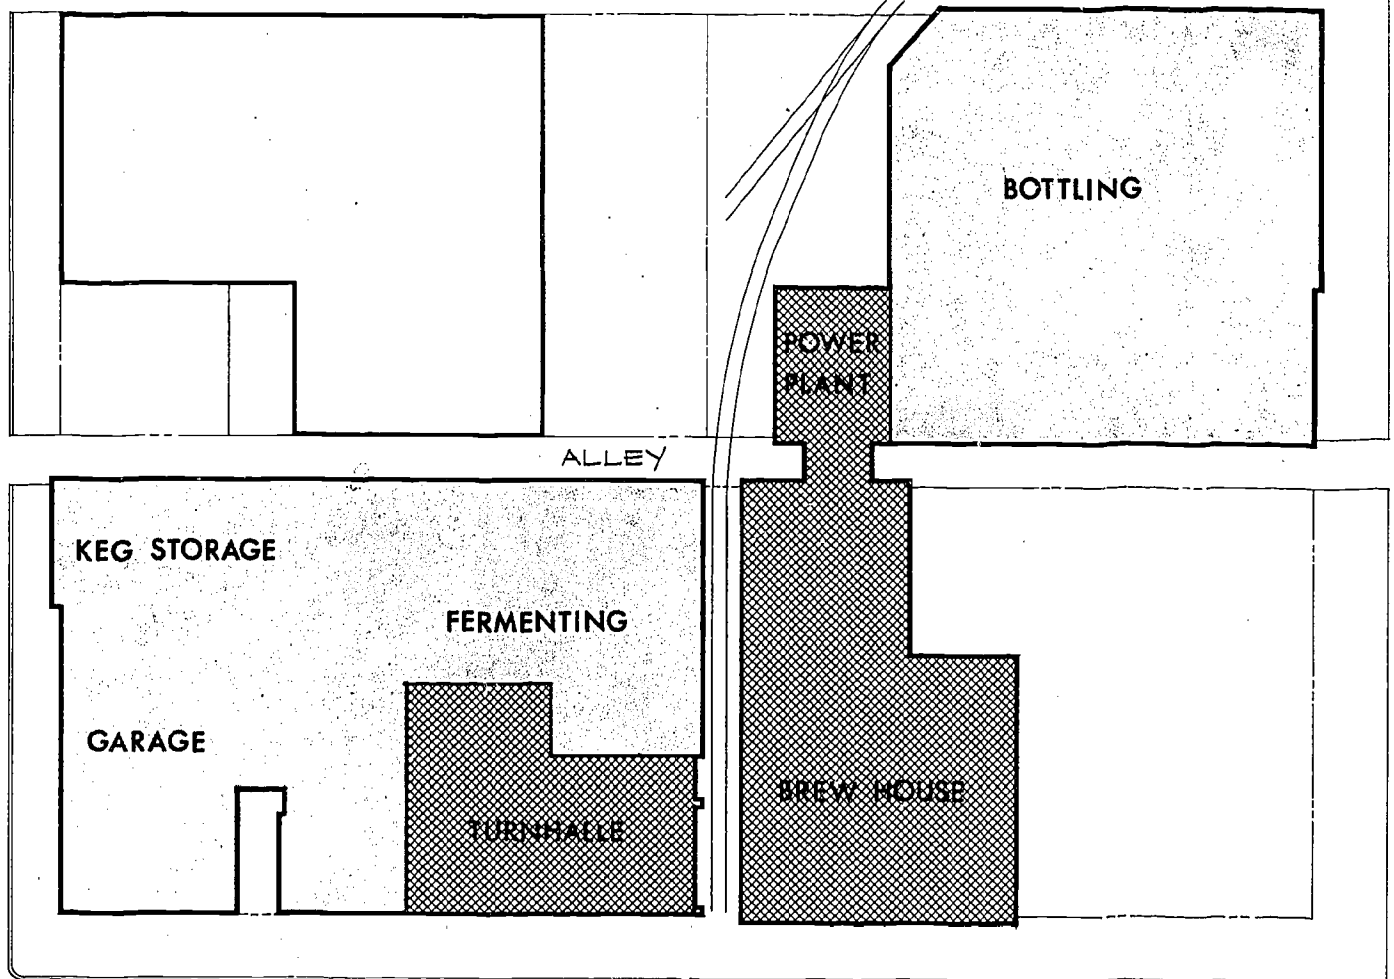 BOTTLING
POWER
PLANT
ALLEY
KEG STORAGE
FERMENTING
GARAGE
BREW HOUSE
TURNHALLE